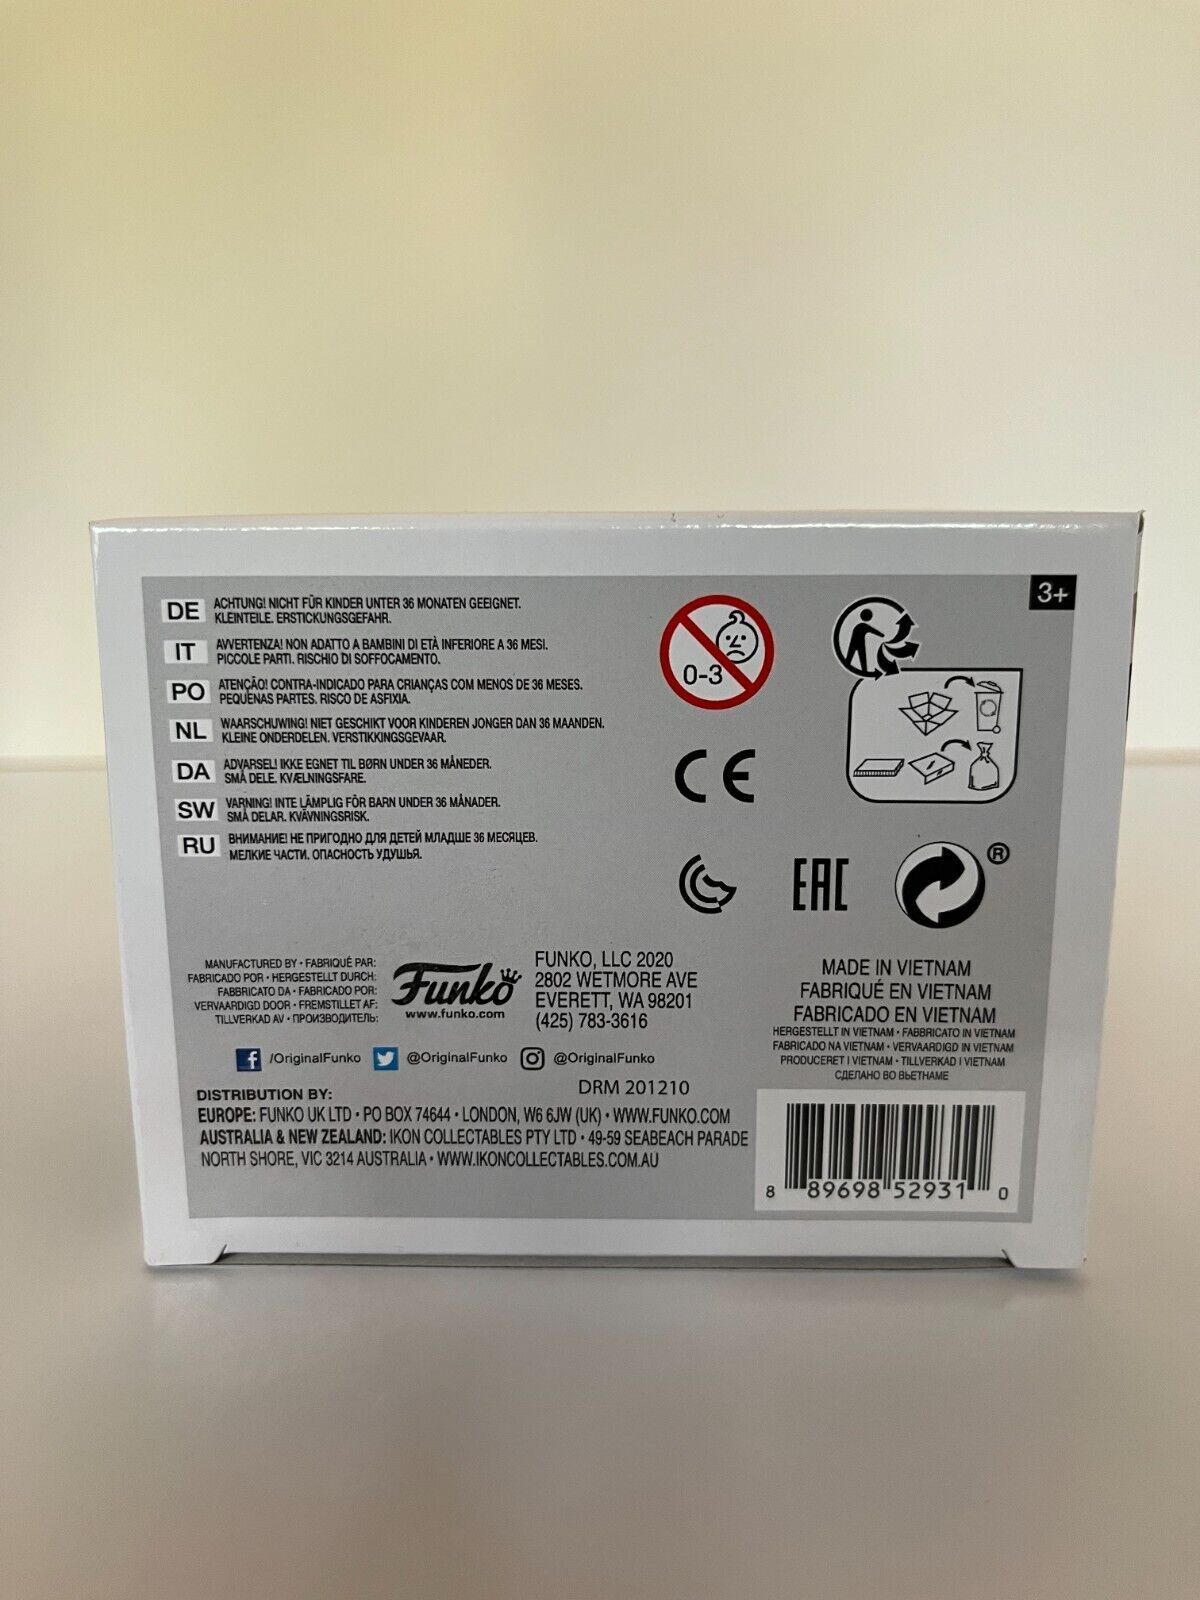 3+
DE ACHTUNG! NICHT FÜR KINDER UNTER 36 MONATEN GEEIGNET.
KLEINTEILE. ERSTICKUNGSGEFAHR.
IT AVVERTENZA! NON ADATTO A BAMBINI DI ETÀ INFERIORE A 36 MESI.
PICCOLE PARTI. RISCHIO DI SOFFOCAMENTO.
PO ATENÇÃO! CONTRA-INDICADO PARA CRIANÇAS COM MENOS DE 36 MESES.
PEQUENAS PARTES. RISCO DE ASFIXIA.
NL WAARSCHUWING! NIET GESCHIKT VOOR KINDEREN JONGER DAN 36 MAANDEN.
KLEINE ONDERDELEN. VERSTIKKINGSGEVAAR.
DA ADVARSEL! IKKE EGNET TIL BØRN UNDER 36 MÅNEDER.
SMÅ DELE. KVÆLNINGSFARE.
SW VARNING! INTE LÄMPLIG FÖR BARN UNDER 36 MÅNADER.
SMÅ DELAR. KVÄVNINGSRISK.
RU ВНИМАНИЕ! НЕ ПРИГОДНО ДЛЯ ДЕТЕЙ МЛАДШЕ 36 МЕСЯЦЕВ.
МЕЛКИЕ ЧАСТИ. ОПАСНОСТЬ УДУШЬЯ.
0-3
CE
EAC
®
MANUFACTURED BY • FABRIQUÉ PAR:
FABRICADO POR • HERGESTELLT DURCH:
FABBRICATO DA • FABRICADO POR:
VERVAARDIGD DOOR • FREMSTILLET AF:
TILLVERKAD AV • ПРОИЗВОДИТЕЛЬ:
Funko
www.funko.com
FUNKO, LLC 2020
2802 WETMORE AVE
EVERETT, WA 98201
(425) 783-3616
MADE IN VIETNAM
FABRIQUÉ EN VIETNAM
FABRICADO EN VIETNAM
HERGESTELLT IN VIETNAM • FABBRICATO IN VIETNAM
FABRICADO NA VIETNAM • VERVAARDIGD IN VIETNAM
PRODUCERET I VIETNAM • TILLVERKAD I VIETNAM
СДЕЛАНО ВО ВЬЕТНАМЕ
/OriginalFunko @OriginalFunko @OriginalFunko
DRM 201210
DISTRIBUTION BY:
EUROPE: FUNKO UK LTD • PO BOX 74644 • LONDON, W6 6JW (UK) • WWW.FUNKO.COM
AUSTRALIA & NEW ZEALAND: IKON COLLECTABLES PTY LTD • 49-59 SEABEACH PARADE
NORTH SHORE, VIC 3214 AUSTRALIA • WWW.IKONCOLLECTABLES.COM.AU
8 89698 52931 0